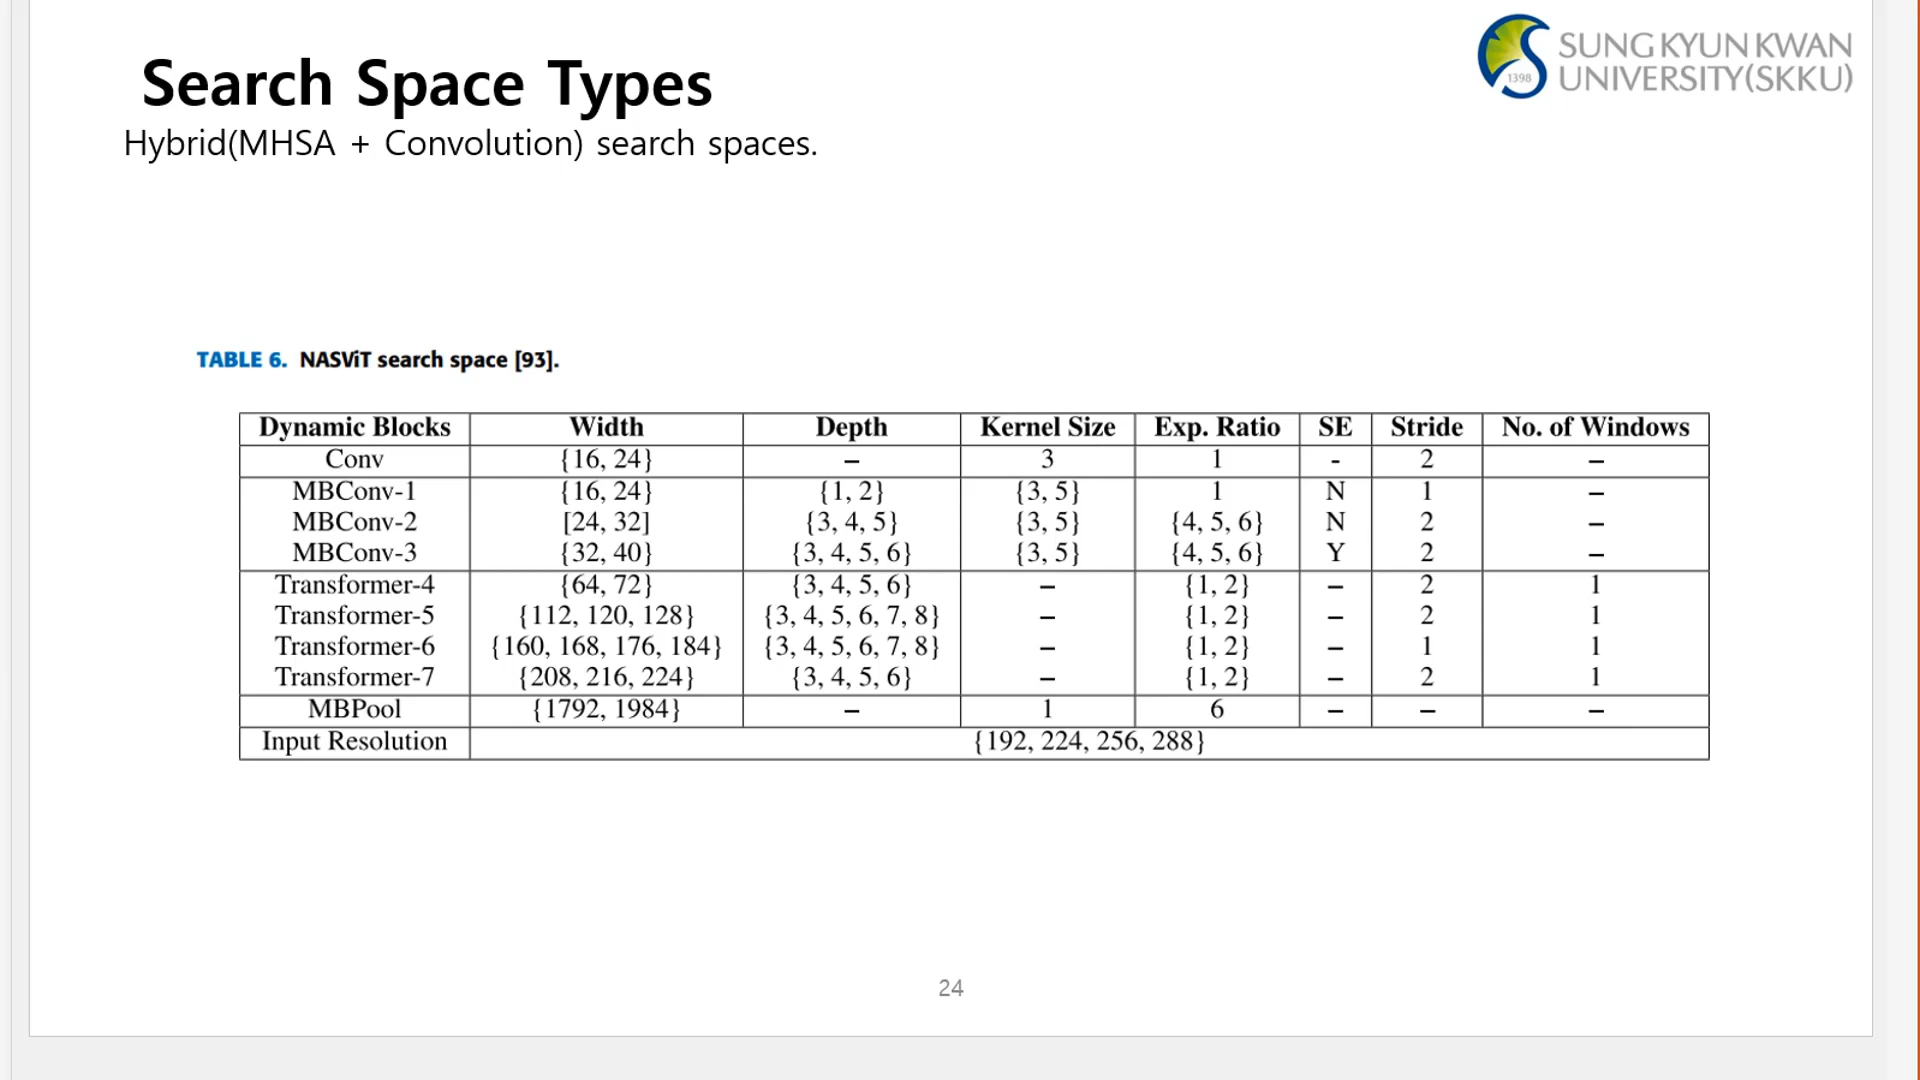 SUNGKYUNKWAN
UNIVERSITY(SKKU)
1398
Search Space Types
Hybrid(MHSA + Convolution) search spaces.
TABLE 6. NASViT search space [93].
Dynamic Blocks Width Depth Kernel Size Exp. Ratio SE Stride No. of Windows
Conv {16, 24} – 3 1 - 2 –
MBConv-1 {16, 24} {1, 2} {3, 5} 1 N 1 –
MBConv-2 [24, 32] {3, 4, 5} {3, 5} {4, 5, 6} N 2 –
MBConv-3 {32, 40} {3, 4, 5, 6} {3, 5} {4, 5, 6} Y 2 –
Transformer-4 {64, 72} {3, 4, 5, 6} – {1, 2} – 2 1
Transformer-5 {112, 120, 128} {3, 4, 5, 6, 7, 8} – {1, 2} – 2 1
Transformer-6 {160, 168, 176, 184} {3, 4, 5, 6, 7, 8} – {1, 2} – 1 1
Transformer-7 {208, 216, 224} {3, 4, 5, 6} – {1, 2} – 2 1
MBPool {1792, 1984} – 1 6 – – –
Input Resolution {192, 224, 256, 288}
24